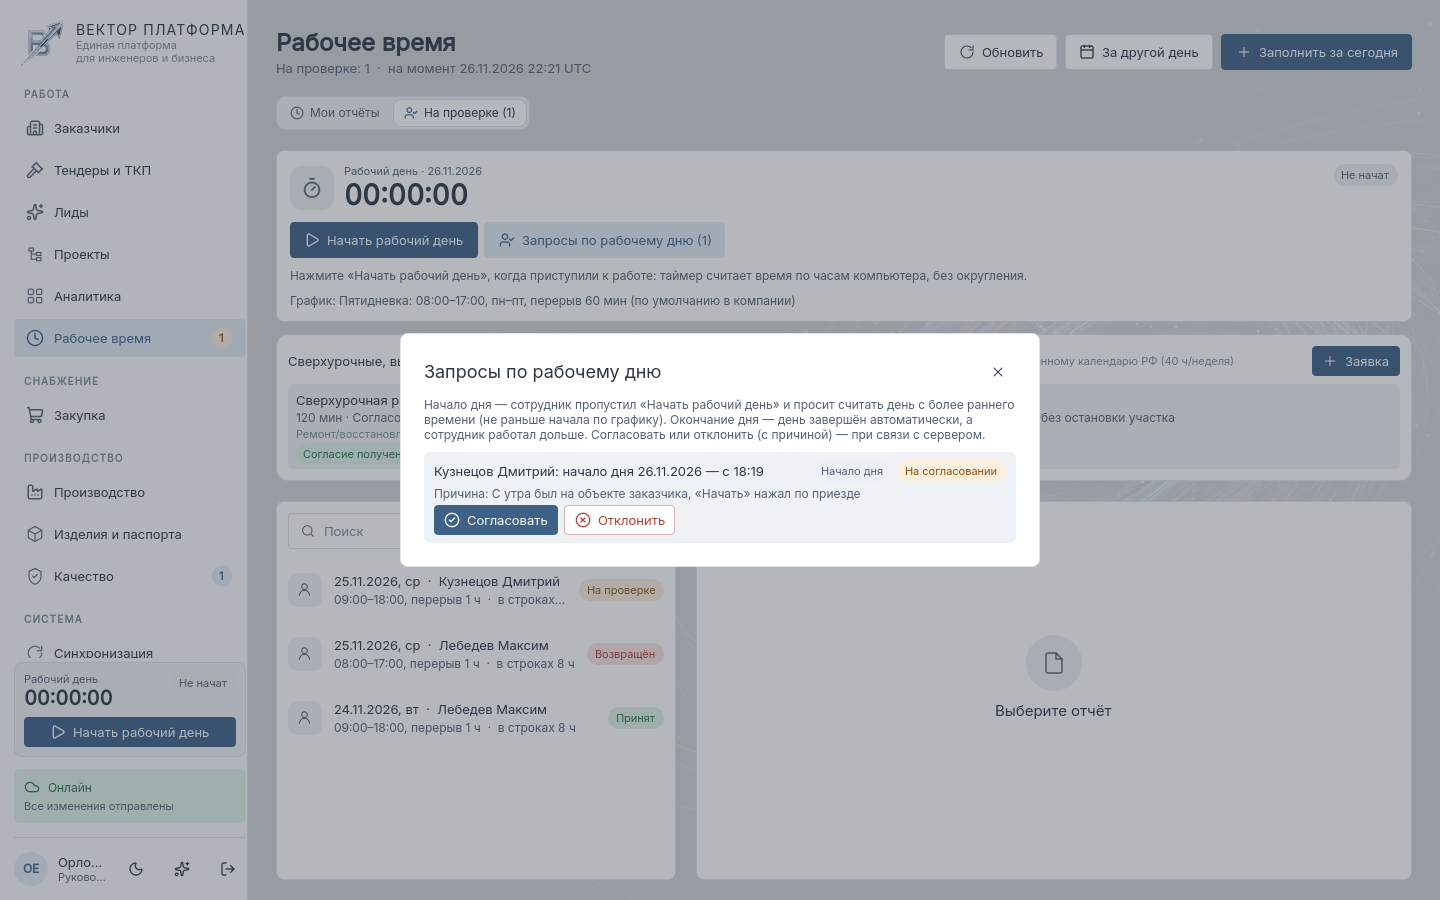 ВЕКТОР ПЛАТФОРМА
Единая платформа
для инженеров и бизнеса
РАБОТА
Заказчики
Тендеры и ТКП
Лиды
Проекты
Аналитика
Рабочее время 1
СНАБЖЕНИЕ
Закупка
ПРОИЗВОДСТВО
Производство
Изделия и паспорта
Качество 1
СИСТЕМА
Синхронизация
Рабочий день Не начат
00:00:00
Начать рабочий день
Онлайн
Все изменения отправлены
ОЕ Орло...
Руково...
Рабочее время
На проверке: 1 · на момент 26.11.2026 22:21 UTC
Обновить За другой день Заполнить за сегодня
Мои отчёты На проверке (1)
Рабочий день · 26.11.2026 Не начат
00:00:00
Начать рабочий день Запросы по рабочему дню (1)
Нажмите «Начать рабочий день», когда приступили к работе: таймер считает время по часам компьютера, без округления.
График: Пятидневка: 08:00–17:00, пн–пт, перерыв 60 мин (по умолчанию в компании)
Сверхурочные, календарю РФ (40 ч/неделя) Заявка
Сверхурочная
120 мин без остановки участка
Согласие
Запросы по рабочему дню
Начало дня — сотрудник пропустил «Начать рабочий день» и просит считать день с более раннего
времени (не раньше начала по графику). Окончание дня — день завершён автоматически, а
сотрудник работал дольше. Согласовать или отклонить (с причиной) — при связи с сервером.
Кузнецов Дмитрий: начало дня 26.11.2026 — с 18:19 Начало дня На согласовании
Причина: С утра был на объекте заказчика, «Начать» нажал по приезде
Согласовать Отклонить
Поиск
25.11.2026, ср · Кузнецов Дмитрий На проверке
09:00–18:00, перерыв 1 ч · в строках...
25.11.2026, ср · Лебедев Максим Возвращён
08:00–17:00, перерыв 1 ч · в строках 8 ч
24.11.2026, вт · Лебедев Максим Принят
09:00–18:00, перерыв 1 ч · в строках 8 ч
Выберите отчёт